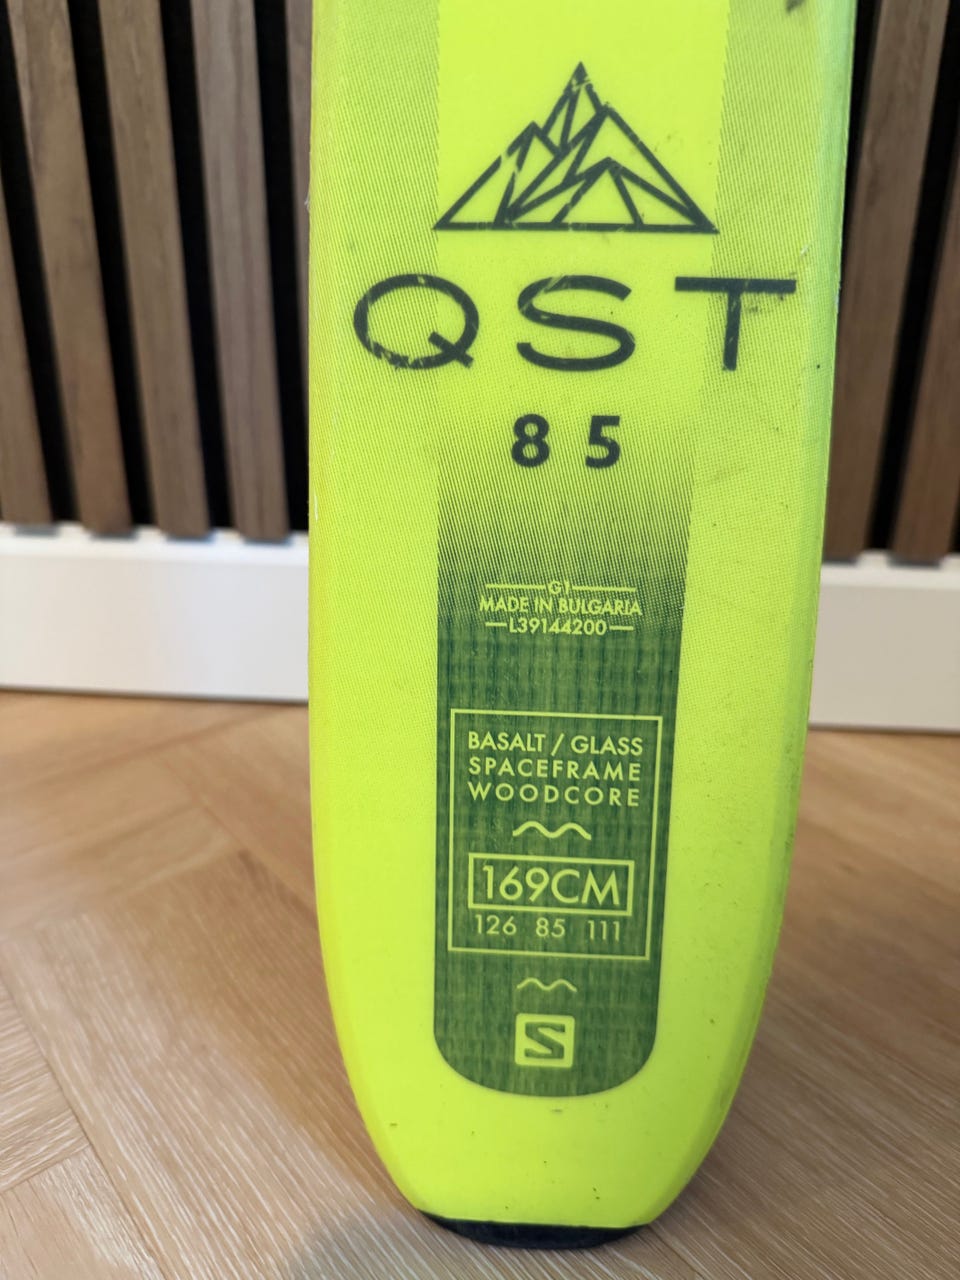 QST
85
G1
MADE IN BULGARIA
L39144200
BASALT / GLASS
SPACEFRAME
WOODCORE
169CM
126 85 111
S